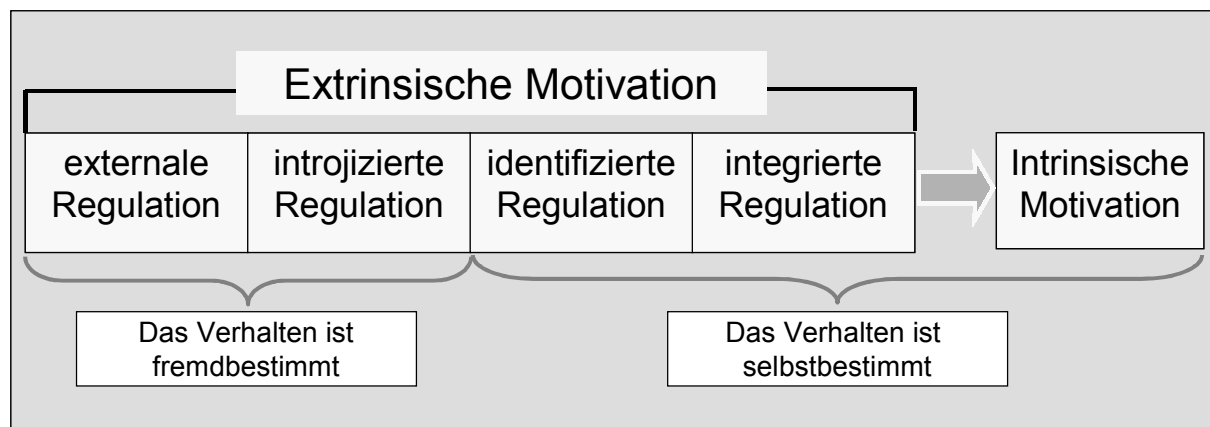 Extrinsische Motivation
externale
Regulation
introjizierte
Regulation
identifizierte
Regulation
integrierte
Regulation
Intrinsische
Motivation
Das Verhalten ist
fremdbestimmt
Das Verhalten ist
selbstbestimmt